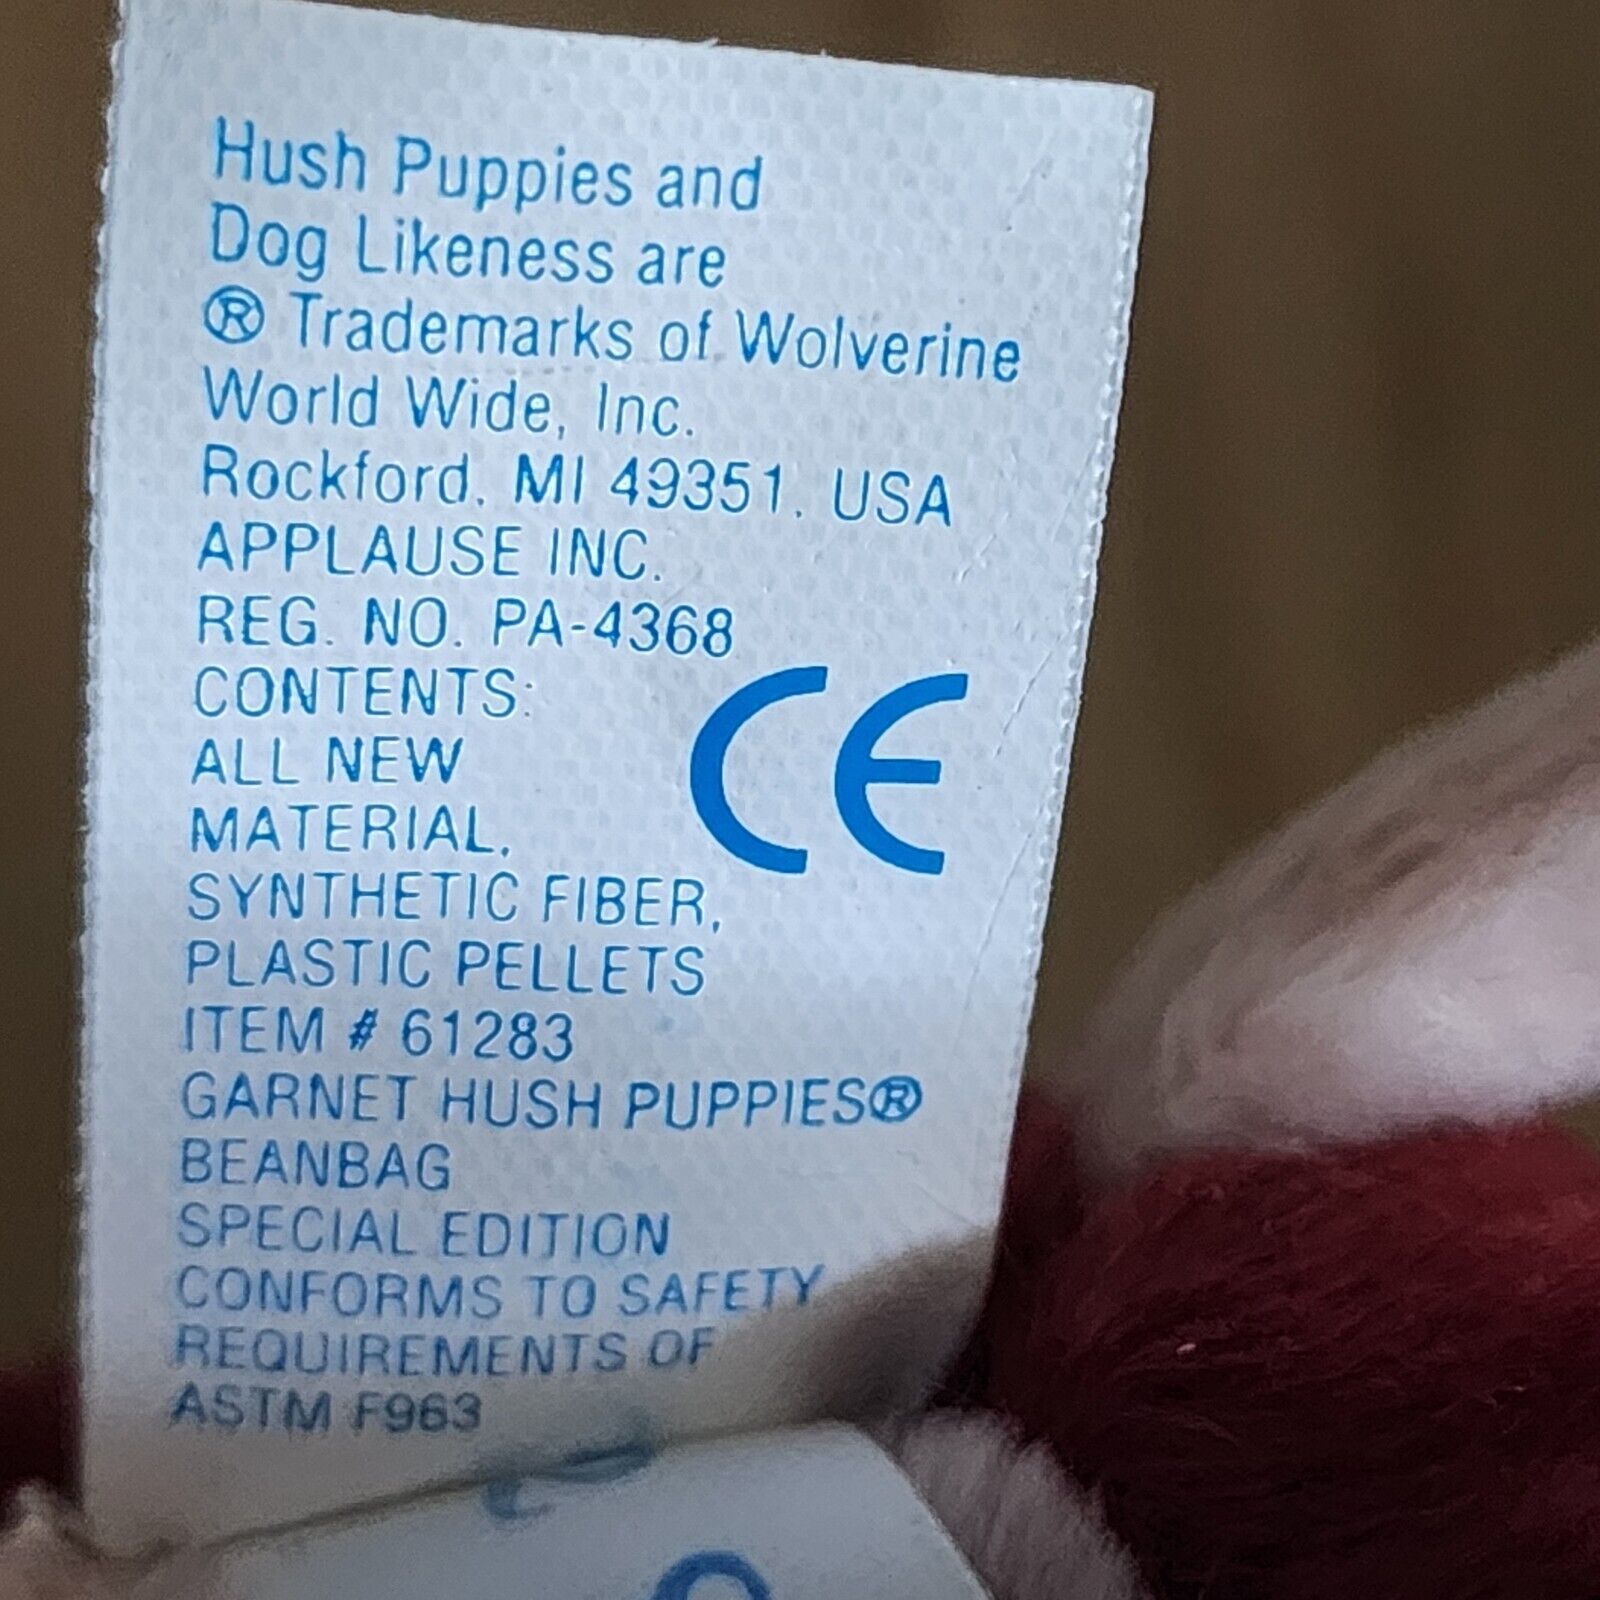 Hush Puppies and
Dog Likeness are
® Trademarks of Wolverine
World Wide, Inc.
Rockford, MI 49351, USA
APPLAUSE INC.
REG. NO. PA-4368
CONTENTS:
ALL NEW
MATERIAL,
SYNTHETIC FIBER,
PLASTIC PELLETS
CE
ITEM # 61283
GARNET HUSH PUPPIES®
BEANBAG
SPECIAL EDITION
CONFORMS TO SAFETY
REQUIREMENTS OF
ASTM F963